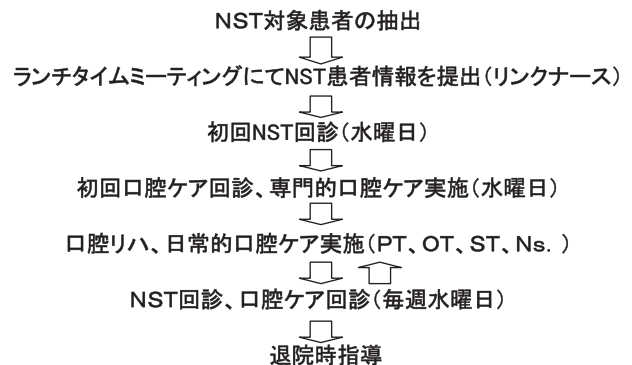 NST対象患者の抽出
ランチタイムミーティングにてNST患者情報を提出(リンクナース)
初回NST回診(水曜日)
初回口腔ケア回診、専門的口腔ケア実施(水曜日)
口腔リハ、日常的口腔ケア実施(PT、OT、ST、Ns.)
NST回診、口腔ケア回診(毎週水曜日)
退院時指導